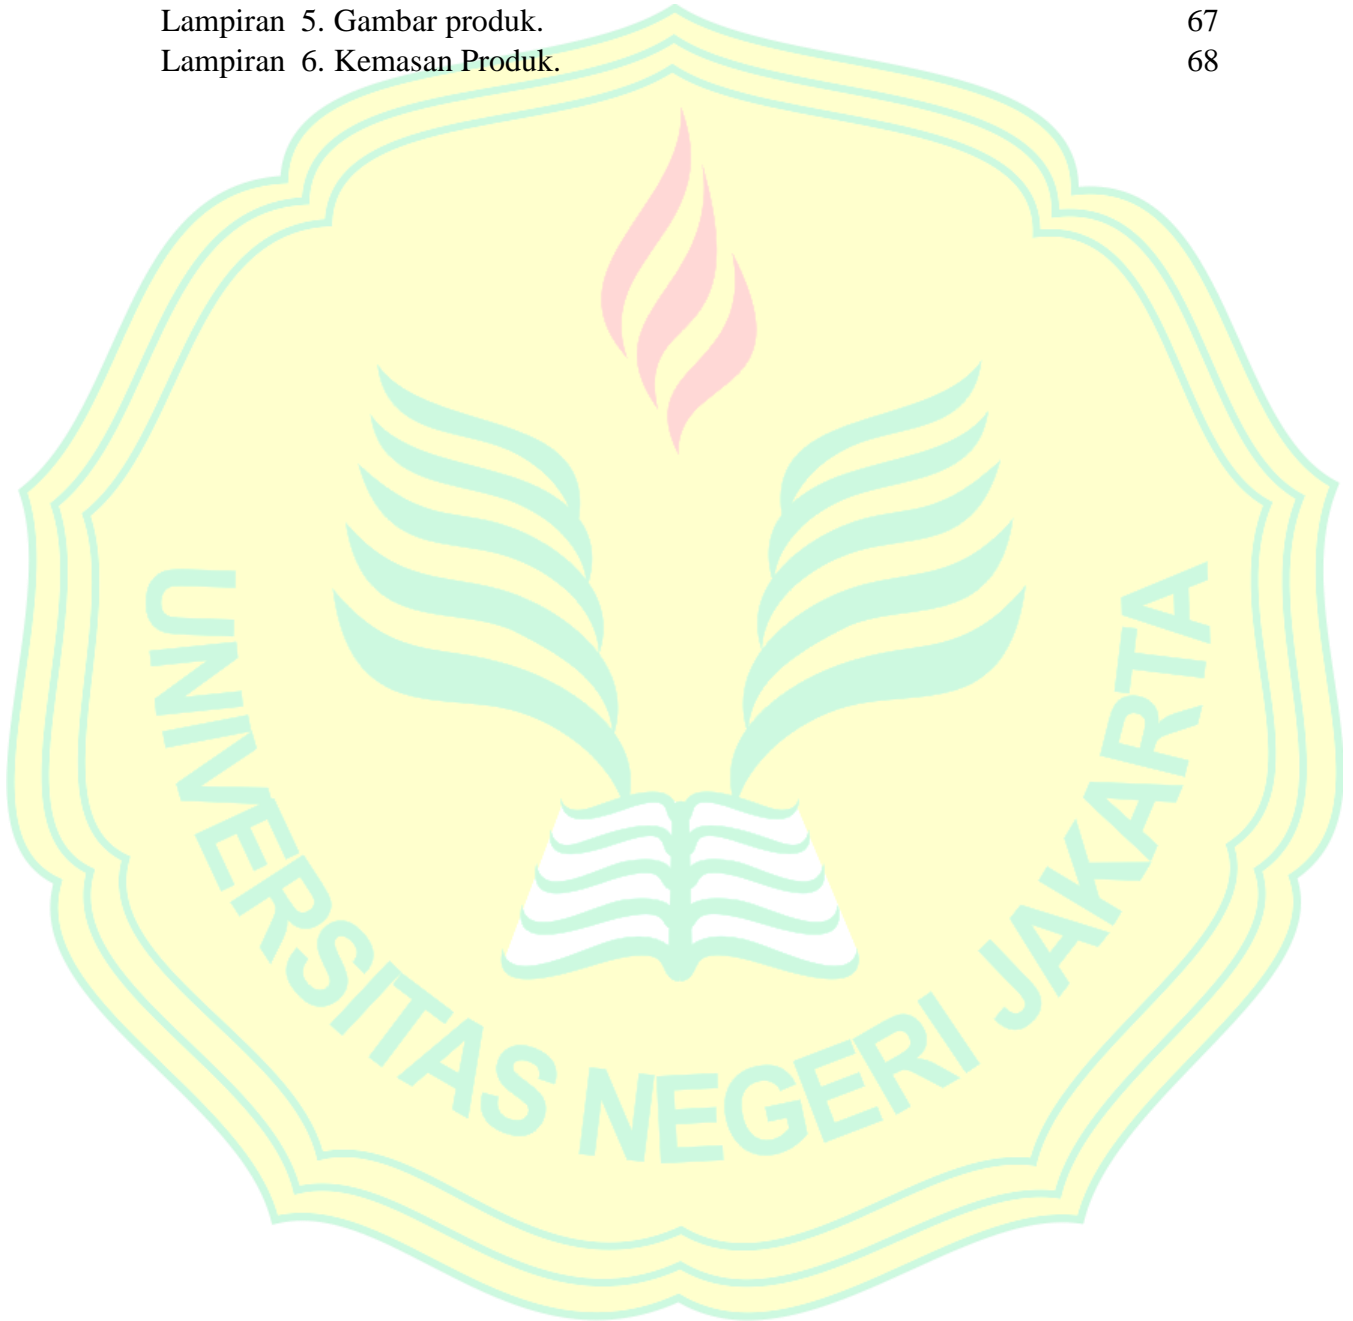 Lampiran 5. Gambar produk. 67
Lampiran 6. Kemasan Produk. 68
UNIVERSITAS NEGERI JAKARTA